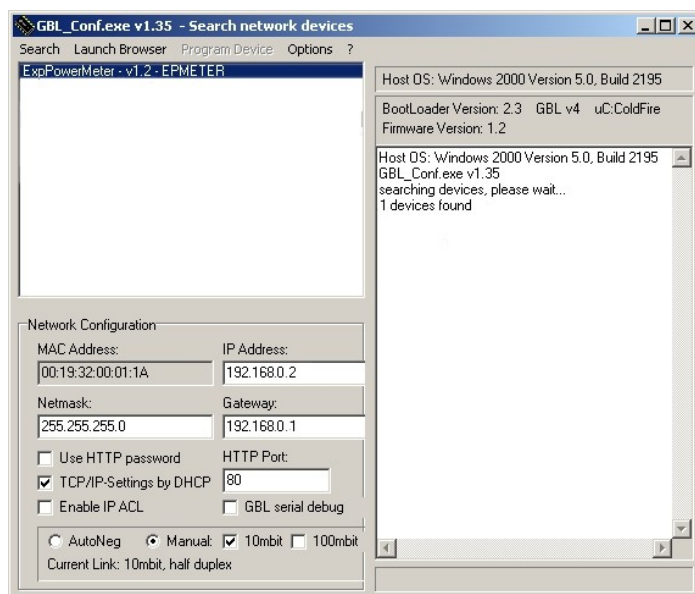 GBL_Conf.exe v1.35 - Search network devices
Search Launch Browser Program Device Options ?
ExpPowerMeter - v1.2 - EPMETER
Host OS: Windows 2000 Version 5.0, Build 2195
BootLoader Version: 2.3 GBL v4 uC:ColdFire
Firmware Version: 1.2
Host OS: Windows 2000 Version 5.0, Build 2195
GBL_Conf.exe v1.35
searching devices, please wait...
1 devices found
Network Configuration
MAC Address: IP Address:
00:19:32:00:01:1A 192.168.0.2
Netmask: Gateway:
255.255.255.0 192.168.0.1
Use HTTP password HTTP Port:
TCP/IP-Settings by DHCP 80
Enable IP ACL GBL serial debug
AutoNeg Manual: 10mbit 100mbit
Current Link: 10mbit, half duplex